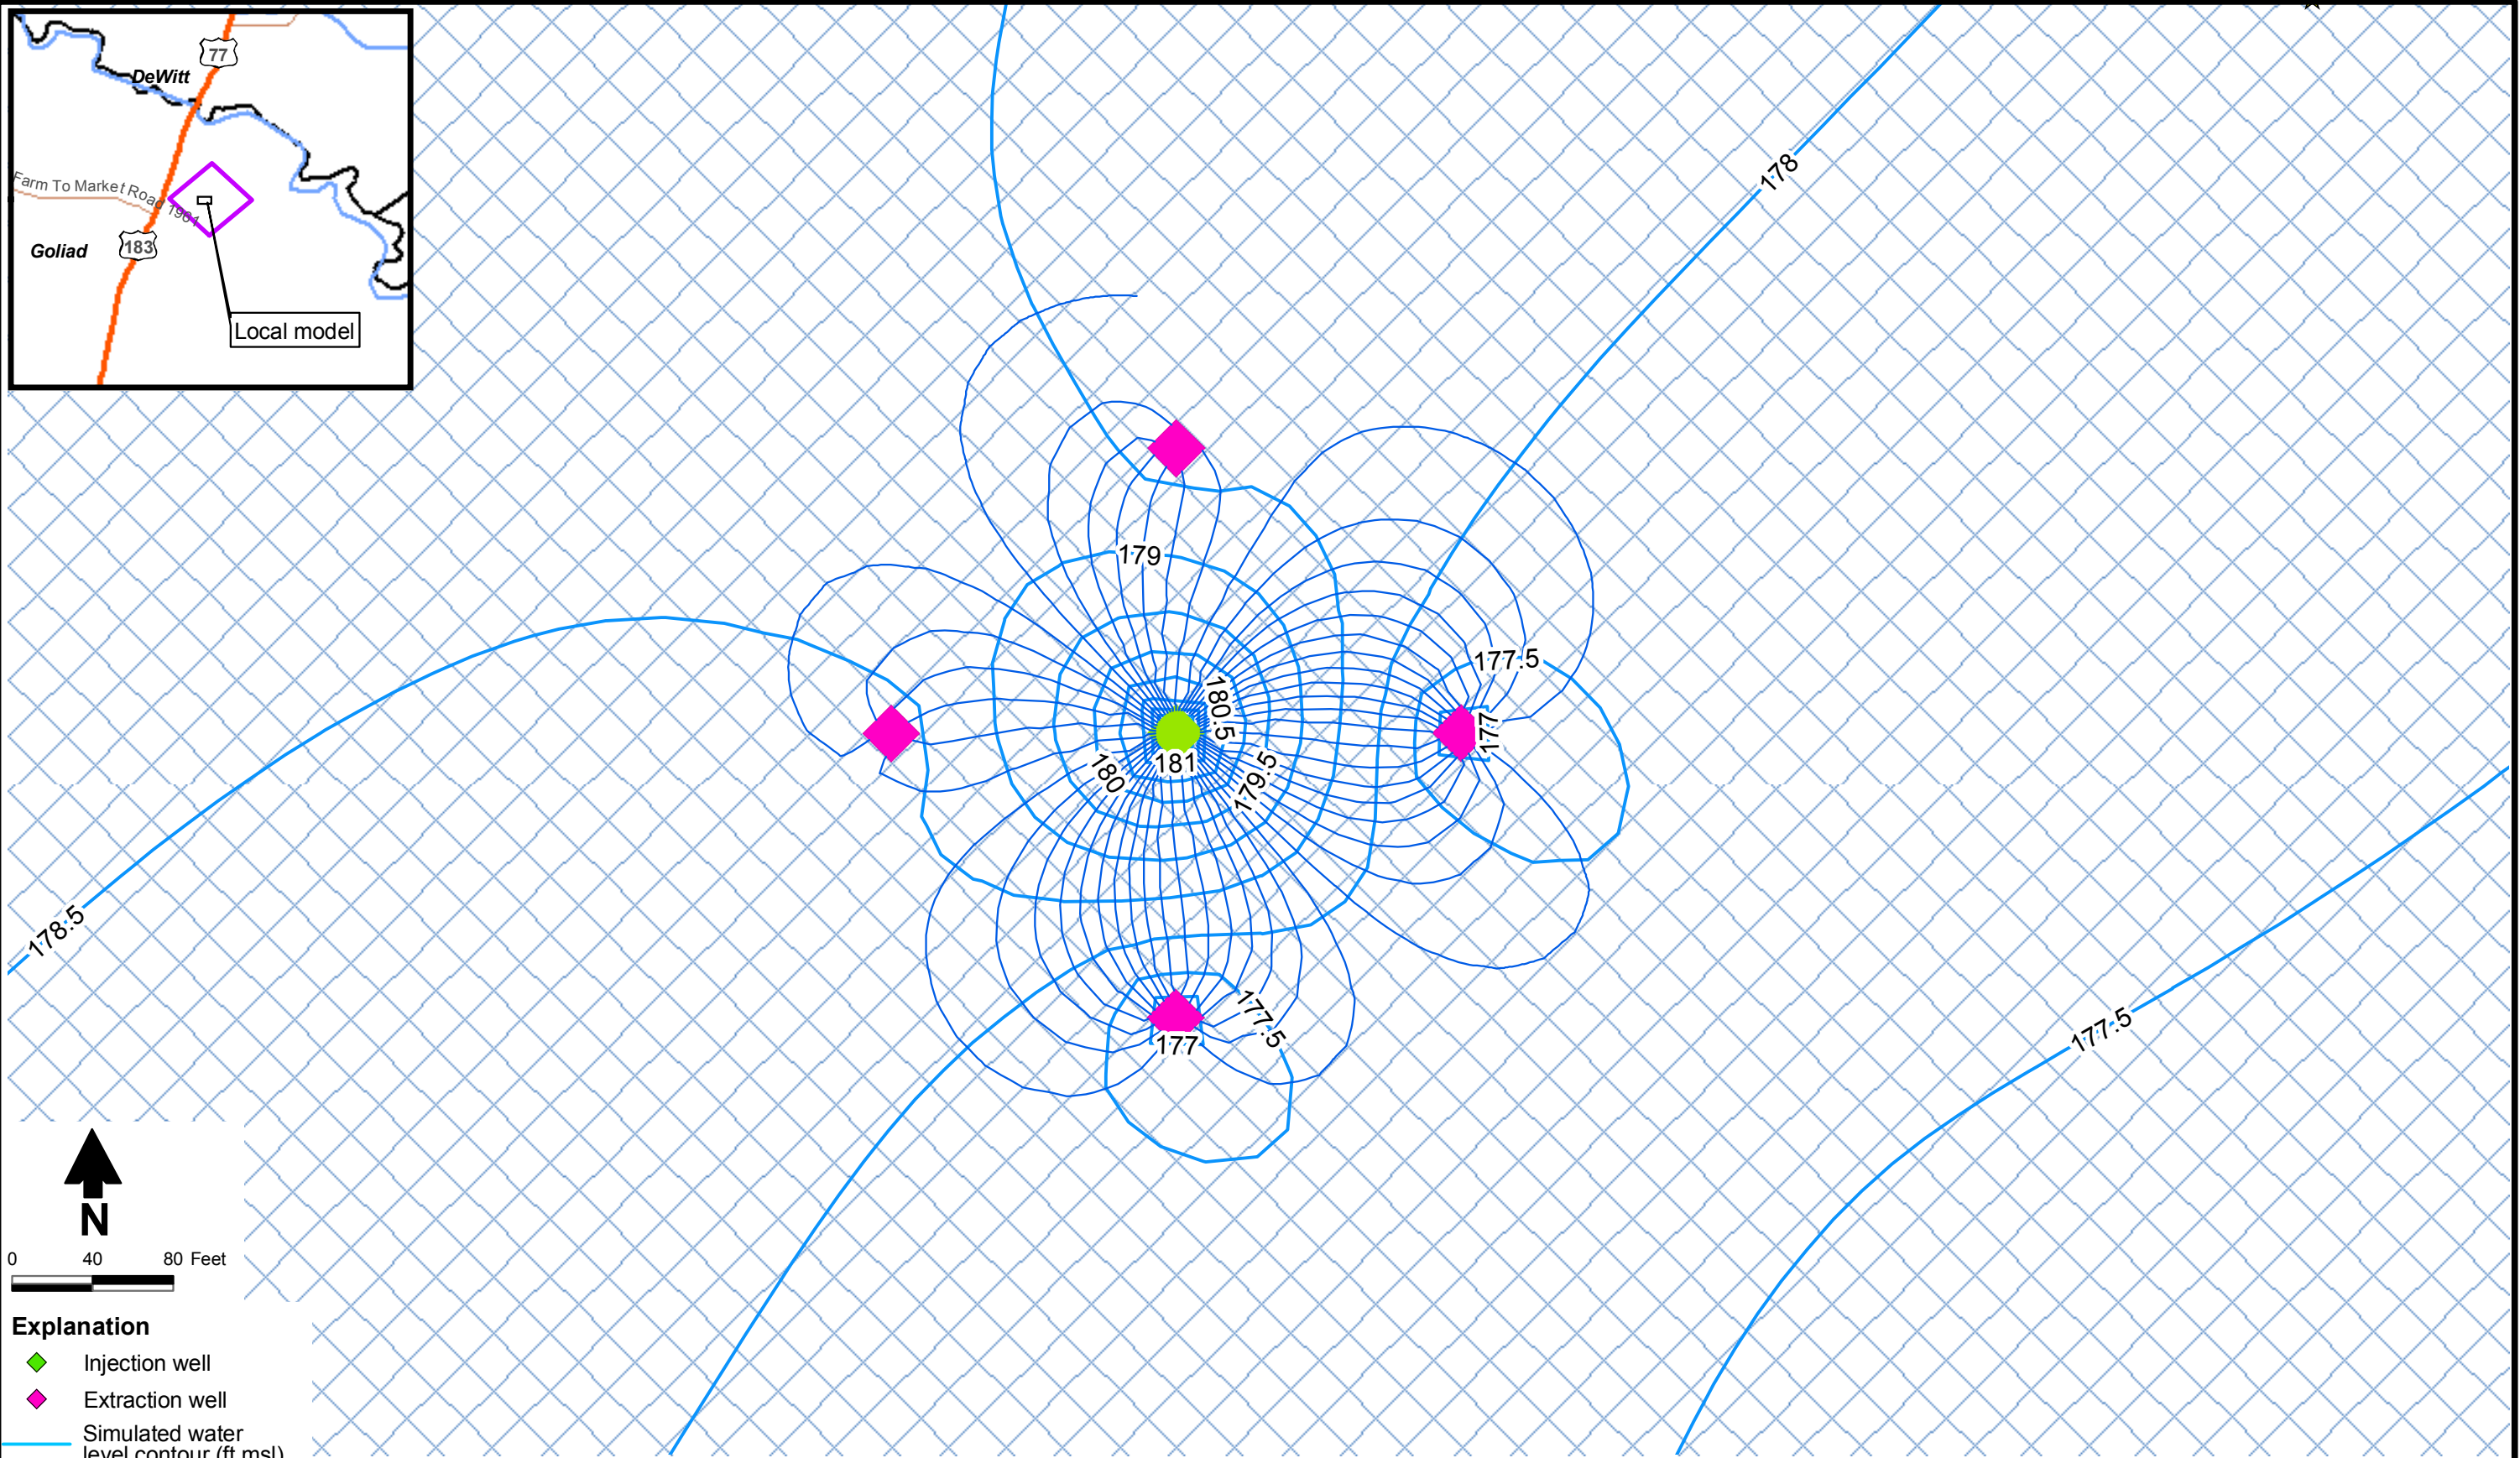 77
DeWitt
Farm To Market Road 1961
Goliad
183
Local model
178
179
177.5
180.5
177
181
180
179.5
178.5
177.5
177.5
177
N
0 40 80 Feet
Explanation
Injection well
Extraction well
Simulated water
level contour (ft msl)